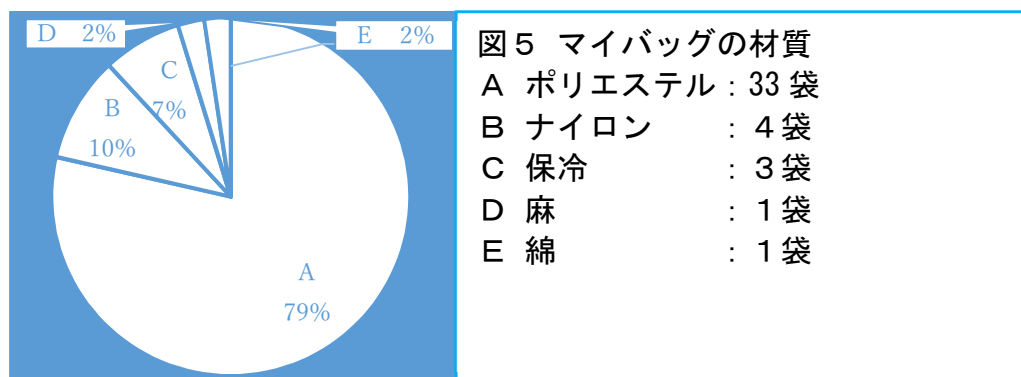 D 2%
E 2%
C
7%
B
10%
A
79%
図５ マイバッグの材質
Ａ ポリエステル：33袋
Ｂ ナイロン ：４袋
Ｃ 保冷 ：３袋
Ｄ 麻 ：１袋
Ｅ 綿 ：１袋